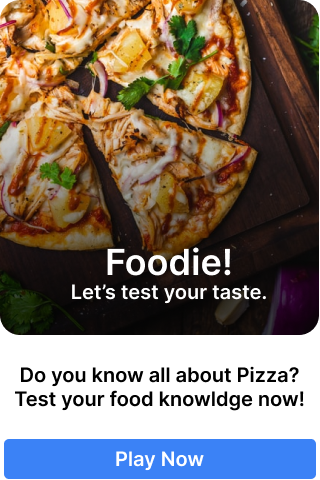 Foodie!
Let’s test your taste.
Do you know all about Pizza?
Test your food knowldge now!
Play Now